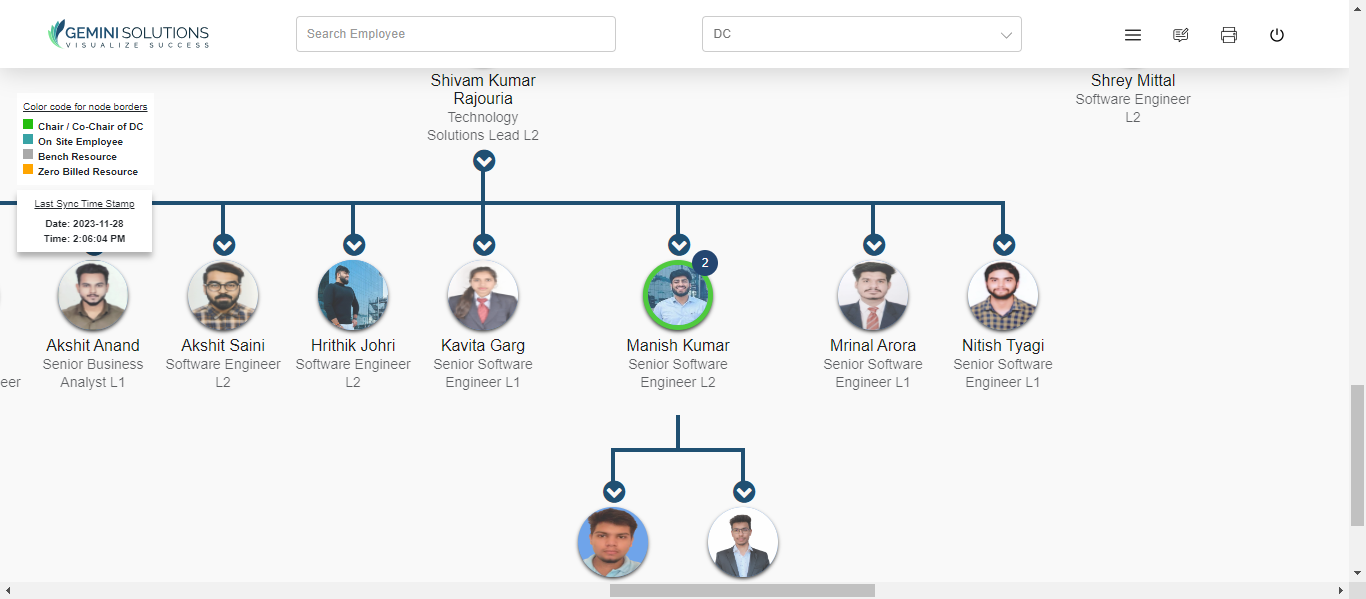 GEMINI SOLUTIONS
VISUALIZE SUCCESS
Search Employee
DC
Shivam Kumar
Rajouria
Technology
Solutions Lead L2
Shrey Mittal
Software Engineer
L2
Color code for node borders
Chair / Co-Chair of DC
On Site Employee
Bench Resource
Zero Billed Resource
Last Sync Time Stamp
Date: 2023-11-28
Time: 2:06:04 PM
2
eer
Akshit Anand
Senior Business
Analyst L1
Akshit Saini
Software Engineer
L2
Hrithik Johri
Software Engineer
L2
Kavita Garg
Senior Software
Engineer L1
Manish Kumar
Senior Software
Engineer L2
Mrinal Arora
Senior Software
Engineer L1
Nitish Tyagi
Senior Software
Engineer L1